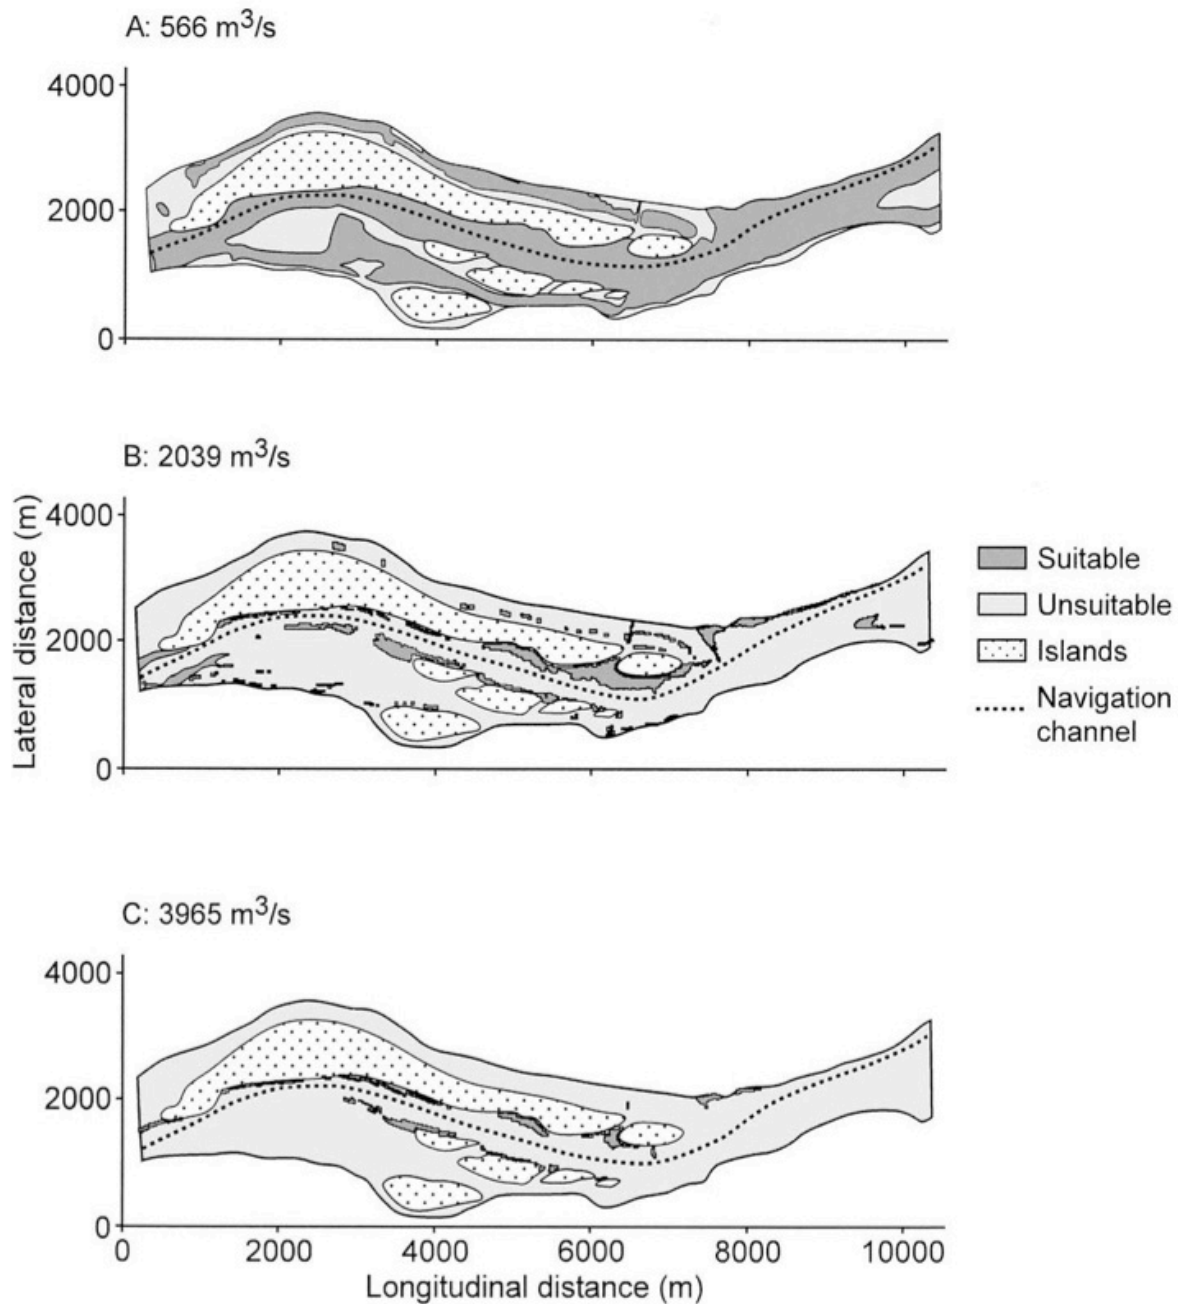 A: 566 m³/s
4000
2000
0
B: 2039 m³/s
4000
2000
0
Lateral distance (m)
Suitable
Unsuitable
Islands
Navigation
channel
C: 3965 m³/s
4000
2000
0
0 2000 4000 6000 8000 10000
Longitudinal distance (m)